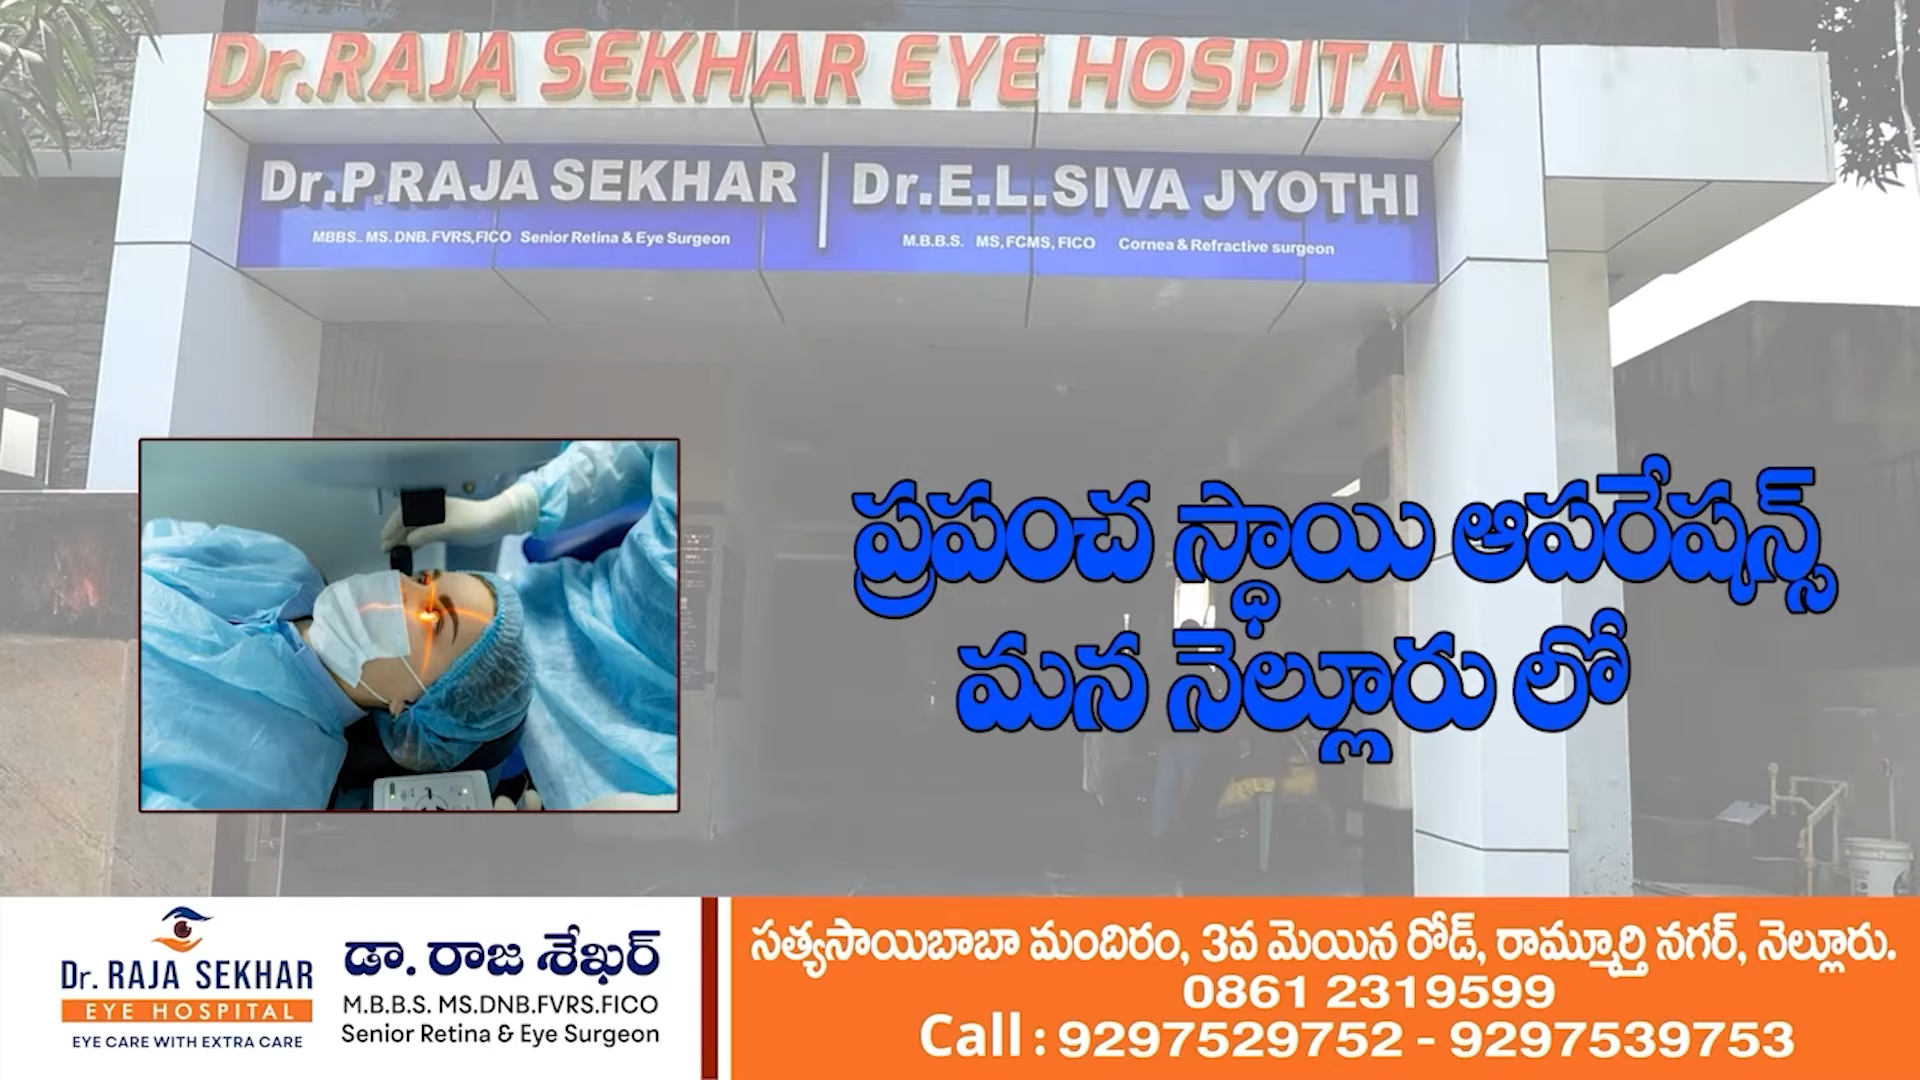 Dr.RAJA SEKHAR EYE HOSPITAL
Dr.P.RAJA SEKHAR
MBBS.. MS. DNB. FVRS,FICO Senior Retina & Eye Surgeon
Dr.E.L.SIVA JYOTHI
M.B.B.S. MS, FCMS, FICO Cornea & Refractive surgeon
ప్రపంచ స్థాయి ఆపరేషన్స్
మన నెల్లూరు లో
Dr. RAJA SEKHAR
EYE HOSPITAL
EYE CARE WITH EXTRA CARE
డా. రాజ శేఖర్
M.B.B.S. MS.DNB.FVRS.FICO
Senior Retina & Eye Surgeon
సత్యసాయిబాబా మందిరం, 3వ మెయిన రోడ్, రామ్మూర్తి నగర్, నెల్లూరు.
0861 2319599
Call : 9297529752 - 9297539753